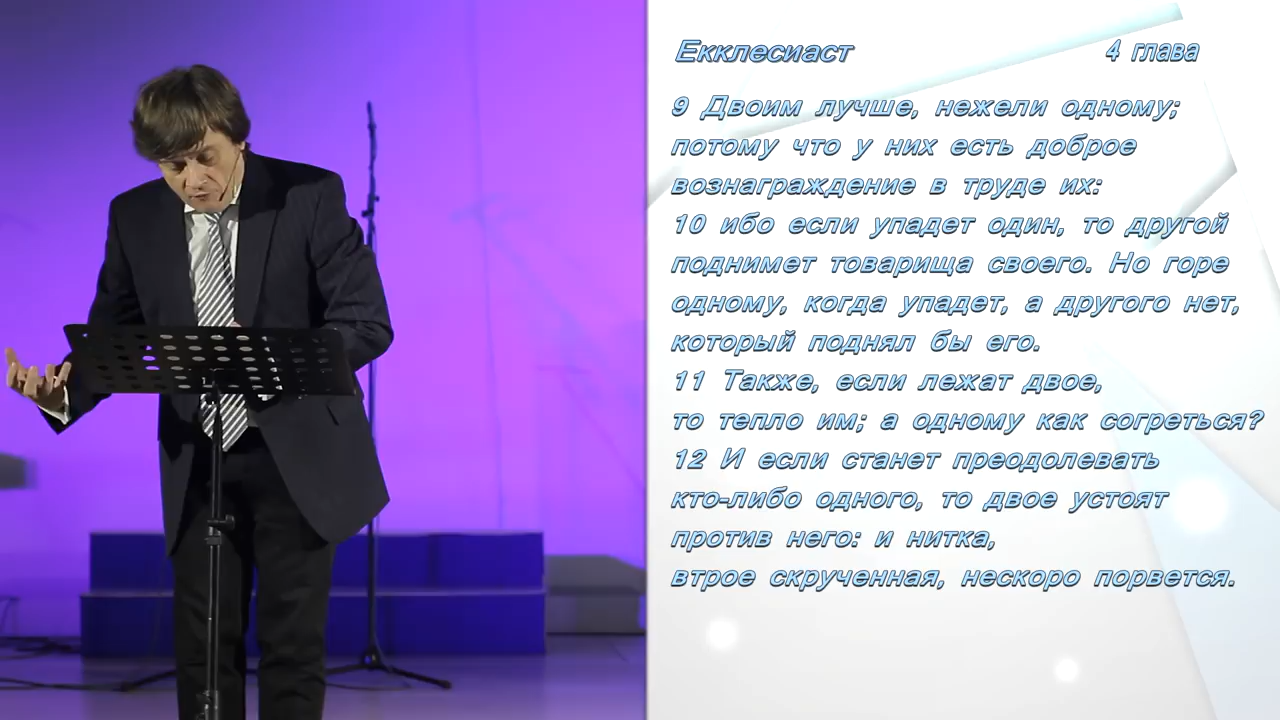 Екклесиаст 4 глава
9 Двоим лучше, нежели одному;
потому что у них есть доброе
вознаграждение в труде их:
10 ибо если упадет один, то другой
поднимет товарища своего. Но горе
одному, когда упадет, а другого нет,
который поднял бы его.
11 Также, если лежат двое,
то тепло им; а одному как согреться?
12 И если станет преодолевать
кто-либо одного, то двое устоят
против него: и нитка,
втрое скрученная, нескоро порвется.